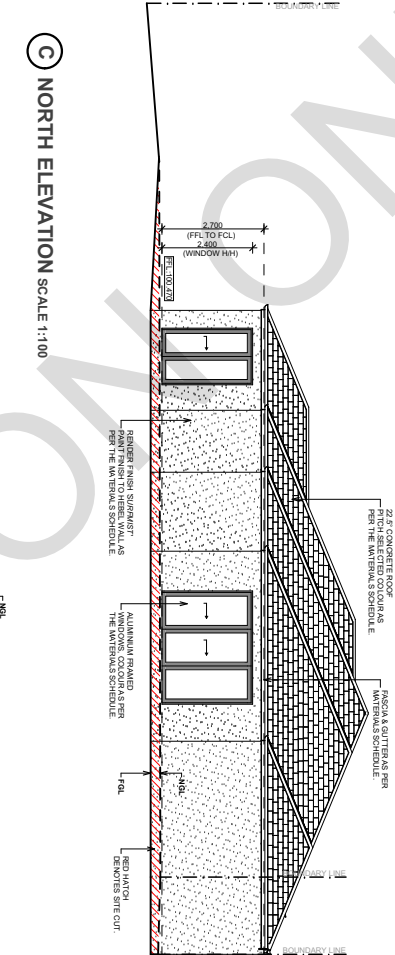 BOUNDARY LINE
2,700
(FFL TO FCL)
2,400
(WINDOW H/H)
FFL:100.470
22.5° CONCRETE ROOF
PITCH SELECTED COLOUR AS
PER THE MATERIALS SCHEDULE.
FASCIA & GUTTER AS PER
MATERIALS SCHEDULE.
BOUNDARY LINE
BOUNDARY LINE
RENDER FINISH 'SURFMIST'
PAINT FINISH TO HEBEL WALL AS
PER THE MATERIALS SCHEDULE.
ALUMINIUM FRAMED
WINDOWS, COLOUR AS PER
THE MATERIALS SCHEDULE.
NGL
FGL
RED HATCH
DENOTES SITE CUT.
C NORTH ELEVATION SCALE 1:100
NGL